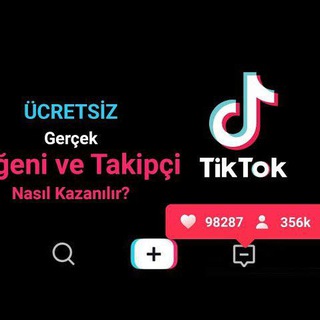 ÜCRETSİZ
Gerçek
ğeni ve Takipçi
Nasıl Kazanılır?
TikTok
98287 356k